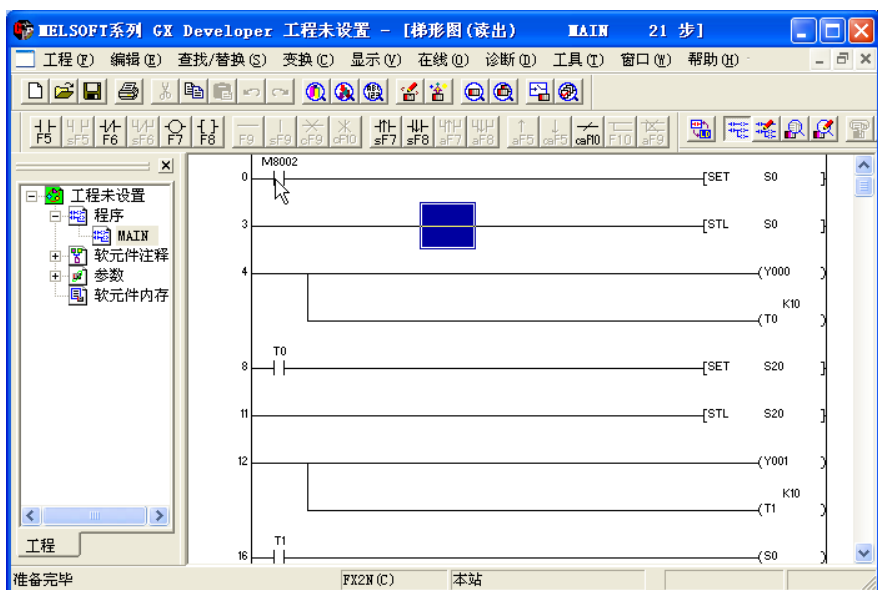 MELSOFT系列 GX Developer 工程未设置 - [梯形图(读出) MAIN 21 步]
工程(F) 编辑(E) 查找/替换(S) 变换(C) 显示(V) 在线(O) 诊断(D) 工具(T) 窗口(W) 帮助(H)
F5 sF5 F6 sF6 F7 F8 F9 sF9 cF9 cF10 sF7 sF8 aF7 aF8 aF5 caF5 caF10 F10 aF9
工程未设置
程序
MAIN
软元件注释
参数
软元件内存
工程
M8002
0 [SET S0 ]
3 [STL S0 ]
4 (Y000 )
K10
(T0 )
T0
8 [SET S20 ]
11 [STL S20 ]
12 (Y001 )
K10
(T1 )
T1
16 (S0 )
准备完毕 FX2N(C) 本站